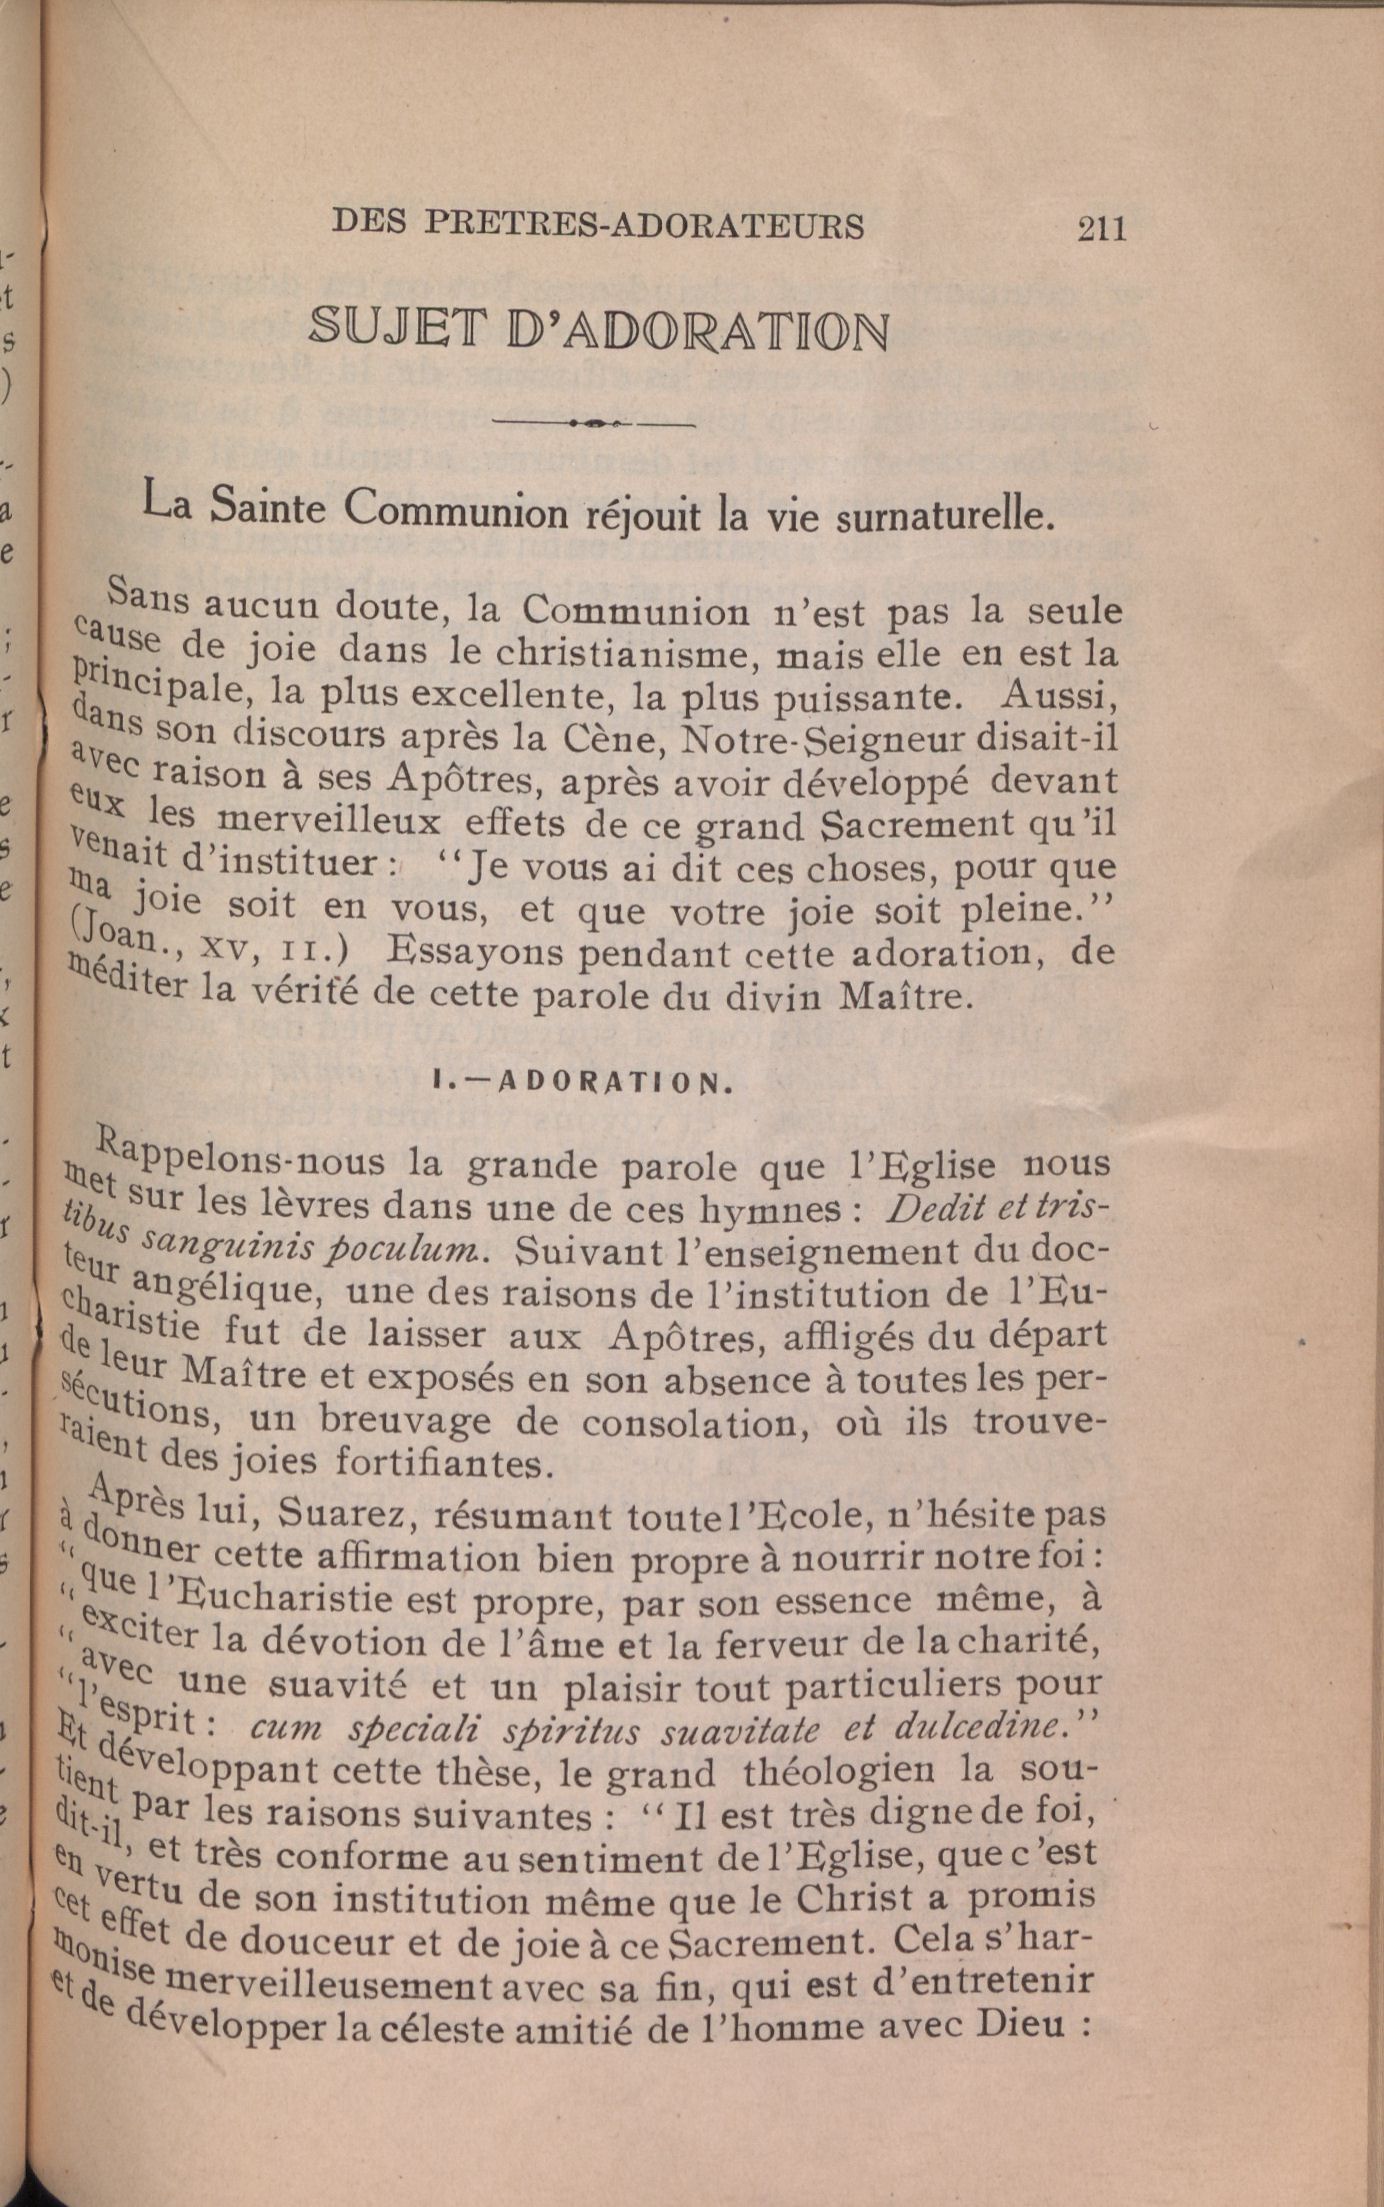 DES PRETRES-ADORATEURS 211
SUJET D'ADORATION
La Sainte Communion réjouit la vie surnaturelle.
Sans aucun doute, la Communion n'est pas la seule
cause de joie dans le christianisme, mais elle en est la
principale, la plus excellente, la plus puissante. Aussi,
dans son discours après la Cène, Notre-Seigneur disait-il
avec raison à ses Apôtres, après avoir développé devant
eux les merveilleux effets de ce grand Sacrement qu'il
venait d'instituer : “Je vous ai dit ces choses, pour que
ma joie soit en vous, et que votre joie soit pleine.”
(Joan., XV, II.) Essayons pendant cette adoration, de
méditer la vérité de cette parole du divin Maître.
I.—ADORATION.
Rappelons-nous la grande parole que l'Eglise nous
met sur les lèvres dans une de ces hymnes : Dedit et tris-
tibus sanguinis poculum. Suivant l'enseignement du doc-
teur angélique, une des raisons de l'institution de l'Eu-
charistie fut de laisser aux Apôtres, affligés du départ
de leur Maître et exposés en son absence à toutes les per-
sécutions, un breuvage de consolation, où ils trouve-
raient des joies fortifiantes.
Après lui, Suarez, résumant toute l'Ecole, n'hésite pas
à donner cette affirmation bien propre à nourrir notre foi :
“que l'Eucharistie est propre, par son essence même, à
“exciter la dévotion de l'âme et la ferveur de la charité,
“avec une suavité et un plaisir tout particuliers pour
“l'esprit : cum speciali spiritus suavitate et dulcedine.”
Et développant cette thèse, le grand théologien la sou-
tient par les raisons suivantes : “Il est très digne de foi,
dit-il, et très conforme au sentiment de l'Eglise, que c'est
en vertu de son institution même que le Christ a promis
cet effet de douceur et de joie à ce Sacrement. Cela s'har-
monise merveilleusement avec sa fin, qui est d'entretenir
et de développer la céleste amitié de l'homme avec Dieu :